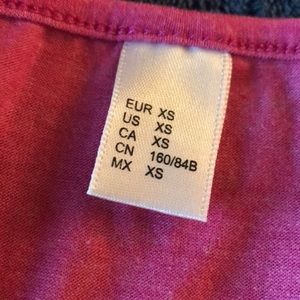 EUR XS
US XS
CA XS
CN 160/84B
MX XS